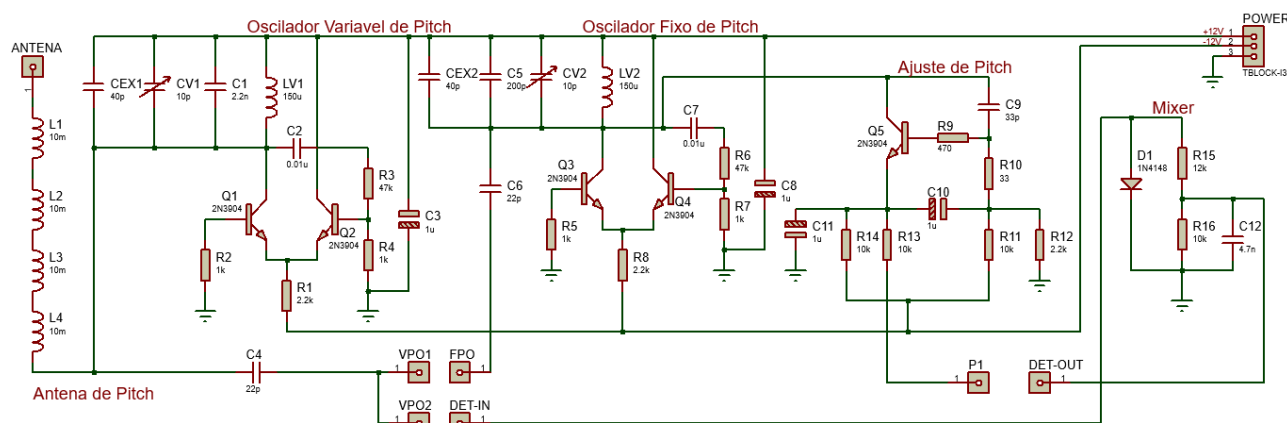 Oscilador Variavel de Pitch
Oscilador Fixo de Pitch
POWER
+12V 1
-12V 2
3
TBLOCK-I3
ANTENA
1
CEX1
40p
CV1
10p
C1
2.2n
LV1
150u
CEX2
40p
C5
200p
CV2
10p
LV2
150u
Ajuste de Pitch
Mixer
L1
10m
L2
10m
L3
10m
L4
10m
C2
0.01u
R3
47k
Q1
2N3904
Q2
2N3904
C3
1u
R2
1k
R4
1k
R1
2.2k
C6
22p
C7
0.01u
R6
47k
Q3
2N3904
Q4
2N3904
C8
1u
R5
1k
R7
1k
R8
2.2k
Q5
2N3904
R9
470
C9
33p
R10
33
C10
1u
C11
1u
R14
10k
R13
10k
R11
10k
R12
2.2k
D1
1N4148
R15
12k
R16
10k
C12
4.7n
C4
22p
VPO1
1
FPO
1
P1
1
DET-OUT
1
Antena de Pitch
VPO2
1
DET-IN
1